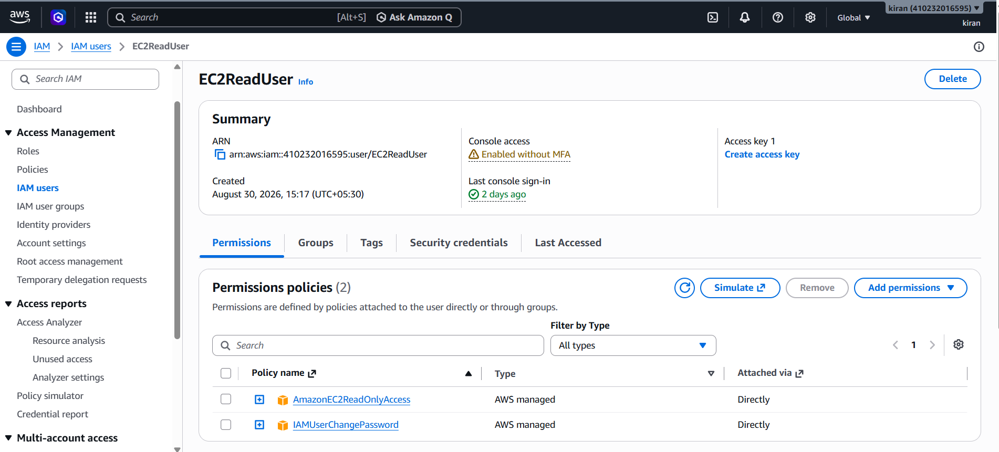 aws
Search [Alt+S] Ask Amazon Q
Global
kiran (410232016595)
kiran
IAM IAM users EC2ReadUser
Search IAM
Dashboard
Access Management
Roles
Policies
IAM users
IAM user groups
Identity providers
Account settings
Root access management
Temporary delegation requests
Access reports
Access Analyzer
Resource analysis
Unused access
Analyzer settings
Policy simulator
Credential report
Multi-account access
EC2ReadUser Info
Delete
Summary
ARN
arn:aws:iam::410232016595:user/EC2ReadUser
Created
August 30, 2026, 15:17 (UTC+05:30)
Console access
Enabled without MFA
Last console sign-in
2 days ago
Access key 1
Create access key
Permissions Groups Tags Security credentials Last Accessed
Permissions policies (2)
Simulate Remove Add permissions
Permissions are defined by policies attached to the user directly or through groups.
Filter by Type
Search All types 1
Policy name Type Attached via
AmazonEC2ReadOnlyAccess AWS managed Directly
IAMUserChangePassword AWS managed Directly